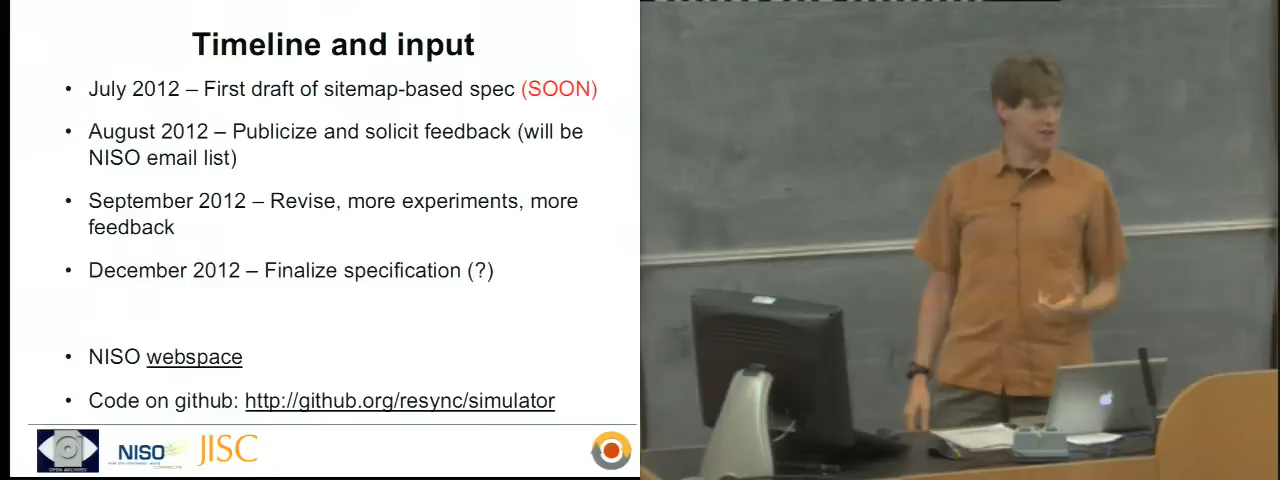 Timeline and input
• July 2012 – First draft of sitemap-based spec (SOON)
• August 2012 – Publicize and solicit feedback (will be
NISO email list)
• September 2012 – Revise, more experiments, more
feedback
• December 2012 – Finalize specification (?)
• NISO webspace
• Code on github: http://github.org/resync/simulator
OPEN ARCHIVES
NISO
JISC